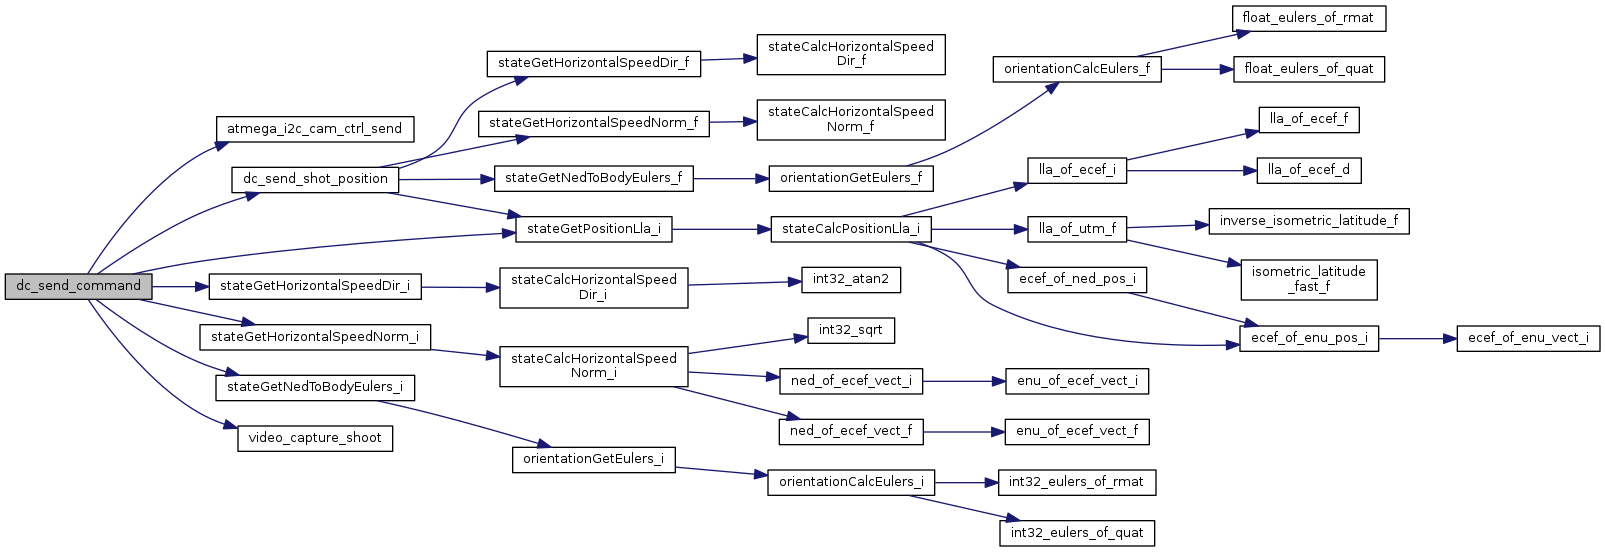 dc_send_command
atmega_i2c_cam_ctrl_send
dc_send_shot_position
stateGetHorizontalSpeedDir_i
stateGetHorizontalSpeedNorm_i
stateGetNedToBodyEulers_i
video_capture_shoot
stateGetHorizontalSpeedDir_f
stateGetHorizontalSpeedNorm_f
stateGetNedToBodyEulers_f
stateGetPositionLla_i
stateCalcHorizontalSpeed
Dir_i
stateCalcHorizontalSpeed
Norm_i
orientationGetEulers_i
stateCalcHorizontalSpeed
Dir_f
stateCalcHorizontalSpeed
Norm_f
orientationGetEulers_f
stateCalcPositionLla_i
int32_atan2
int32_sqrt
ned_of_ecef_vect_i
ned_of_ecef_vect_f
orientationCalcEulers_i
orientationCalcEulers_f
lla_of_ecef_i
lla_of_utm_f
ecef_of_ned_pos_i
enu_of_ecef_vect_i
enu_of_ecef_vect_f
int32_eulers_of_rmat
int32_eulers_of_quat
float_eulers_of_rmat
float_eulers_of_quat
lla_of_ecef_f
lla_of_ecef_d
inverse_isometric_latitude_f
isometric_latitude
_fast_f
ecef_of_enu_pos_i
ecef_of_enu_vect_i